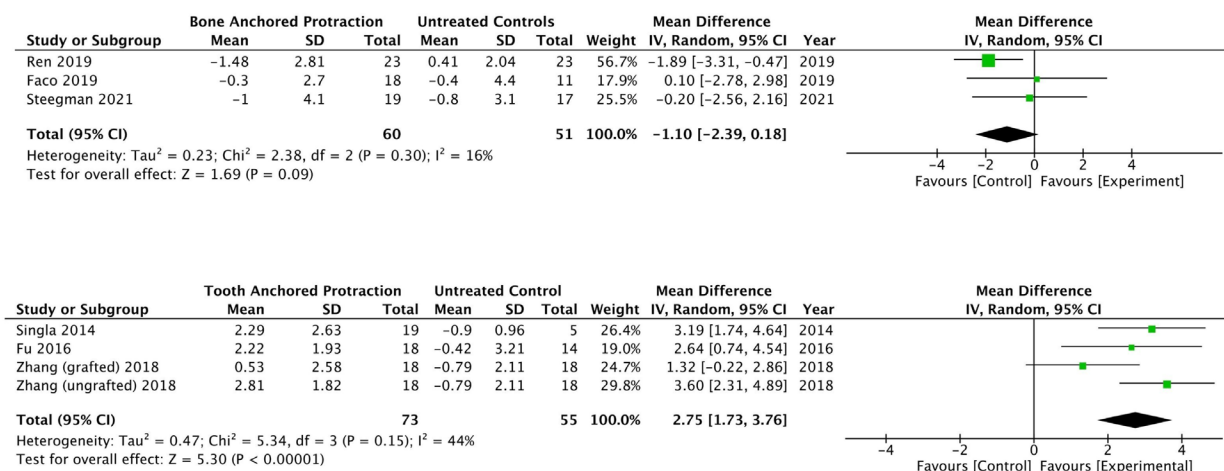 Bone Anchored Protraction Untreated Controls Mean Difference Mean Difference
Study or Subgroup Mean SD Total Mean SD Total Weight IV, Random, 95% CI Year IV, Random, 95% CI
Ren 2019 −1.48 2.81 23 0.41 2.04 23 56.7% −1.89 [−3.31, −0.47] 2019
Faco 2019 −0.3 2.7 18 −0.4 4.4 11 17.9% 0.10 [−2.78, 2.98] 2019
Steegman 2021 −1 4.1 19 −0.8 3.1 17 25.5% −0.20 [−2.56, 2.16] 2021
Total (95% CI) 60 51 100.0% −1.10 [−2.39, 0.18]
Heterogeneity: Tau² = 0.23; Chi² = 2.38, df = 2 (P = 0.30); I² = 16%
Test for overall effect: Z = 1.69 (P = 0.09)
−4 −2 0 2 4
Favours [Control] Favours [Experiment]
Tooth Anchored Protraction Untreated Control Mean Difference Mean Difference
Study or Subgroup Mean SD Total Mean SD Total Weight IV, Random, 95% CI Year IV, Random, 95% CI
Singla 2014 2.29 2.63 19 −0.9 0.96 5 26.4% 3.19 [1.74, 4.64] 2014
Fu 2016 2.22 1.93 18 −0.42 3.21 14 19.0% 2.64 [0.74, 4.54] 2016
Zhang (grafted) 2018 0.53 2.58 18 −0.79 2.11 18 24.7% 1.32 [−0.22, 2.86] 2018
Zhang (ungrafted) 2018 2.81 1.82 18 −0.79 2.11 18 29.8% 3.60 [2.31, 4.89] 2018
Total (95% CI) 73 55 100.0% 2.75 [1.73, 3.76]
Heterogeneity: Tau² = 0.47; Chi² = 5.34, df = 3 (P = 0.15); I² = 44%
Test for overall effect: Z = 5.30 (P < 0.00001)
−4 −2 0 2 4
Favours [Control] Favours [Experimental]